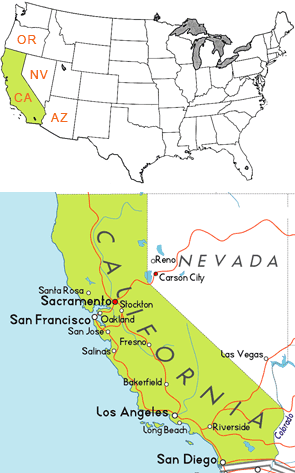 OR
NV
CA
AZ
CALIFORNIA
NEVADA
Reno
Carson City
Santa Rosa
Sacramento
Stockton
San Francisco
Oakland
San Jose
Fresno
Salinas
Las Vegas
Bakerfield
Los Angeles
Long Beach
Riverside
Colorado
San Diego